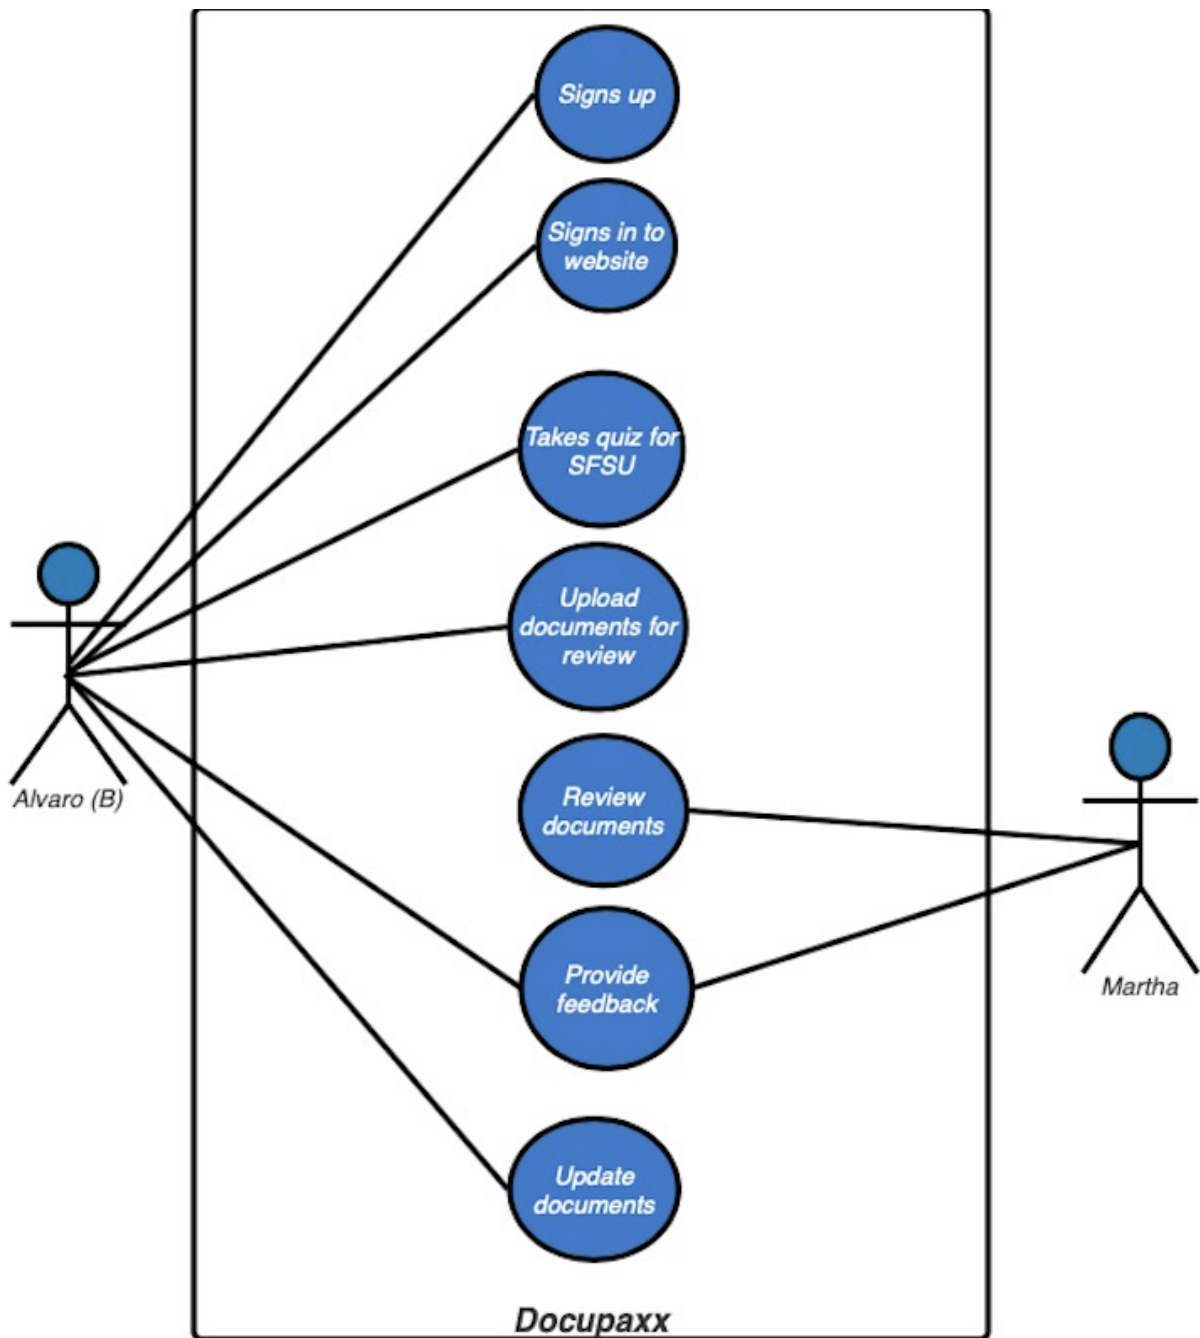 Signs up
Signs in to
website
Takes quiz for
SFSU
Upload
documents for
review
Alvaro (B)
Review
documents
Provide
feedback
Martha
Update
documents
Docupaxx